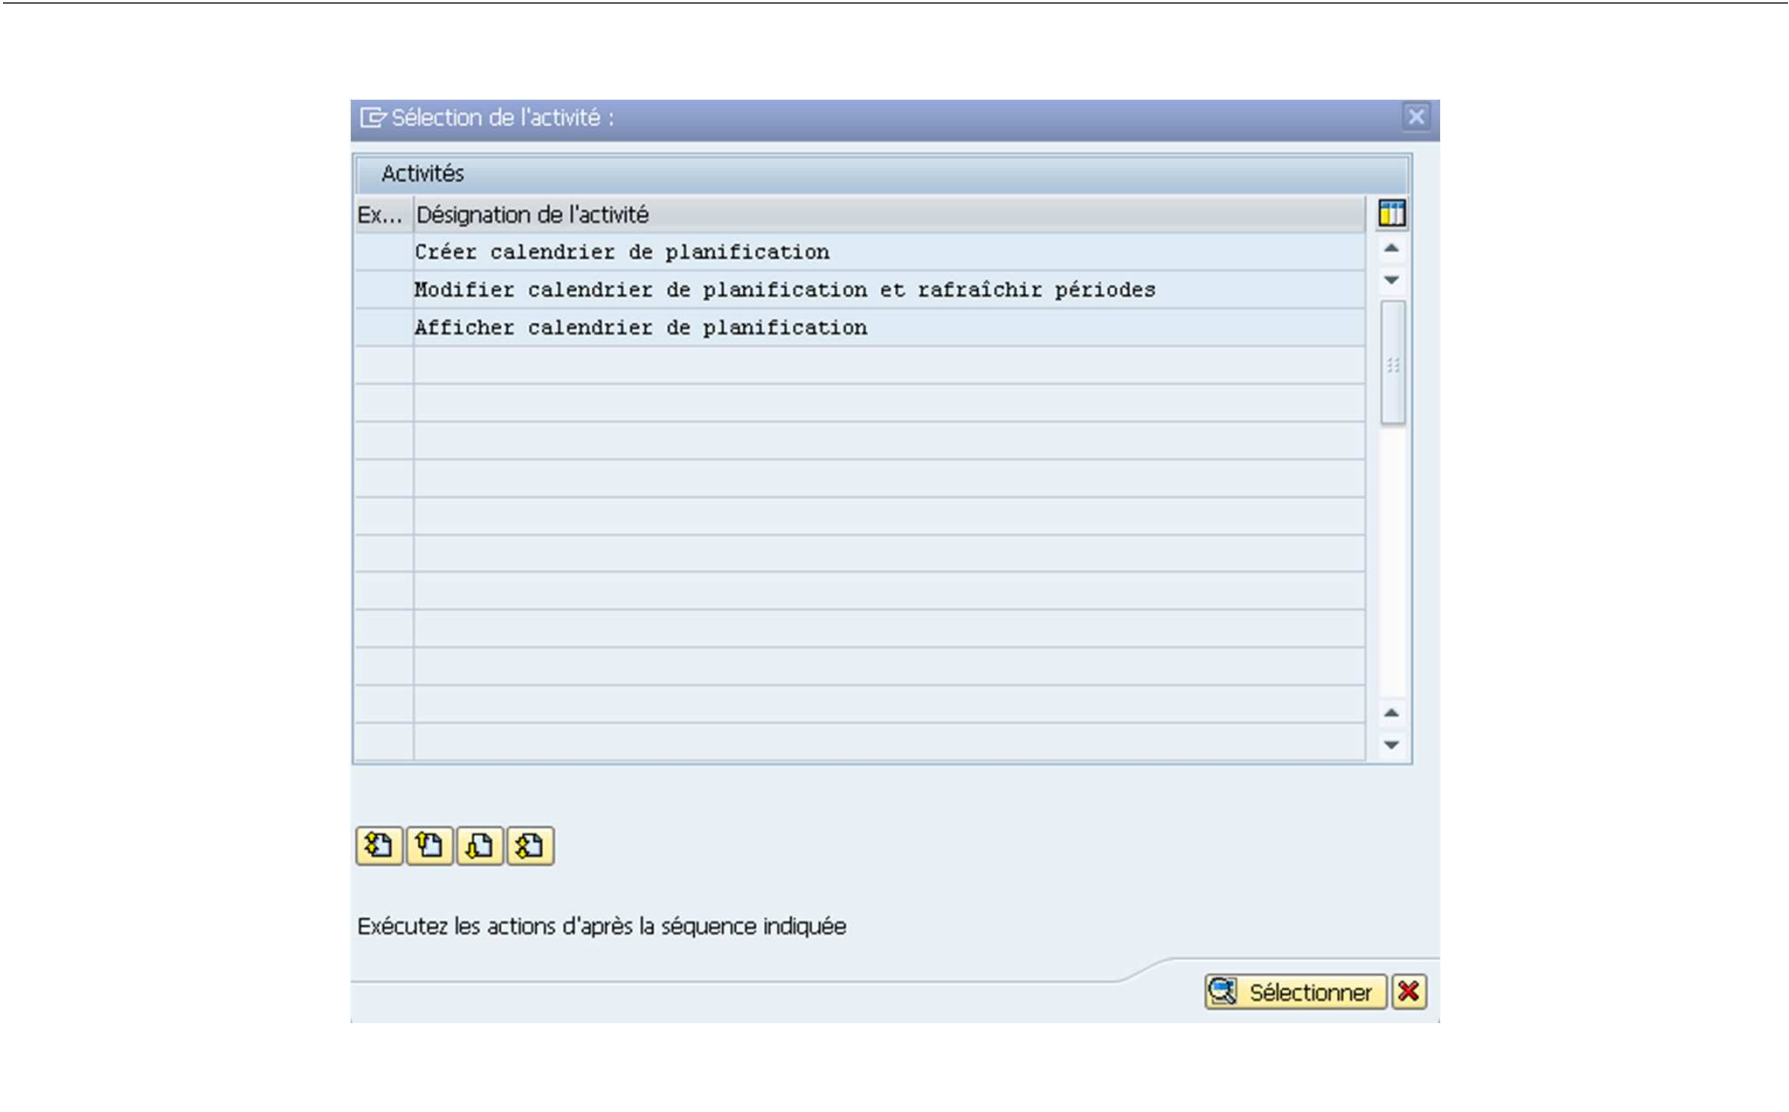 Sélection de l'activité :
Activités
Ex... Désignation de l'activité
Créer calendrier de planification
Modifier calendrier de planification et rafraîchir périodes
Afficher calendrier de planification
Exécutez les actions d'après la séquence indiquée
Sélectionner